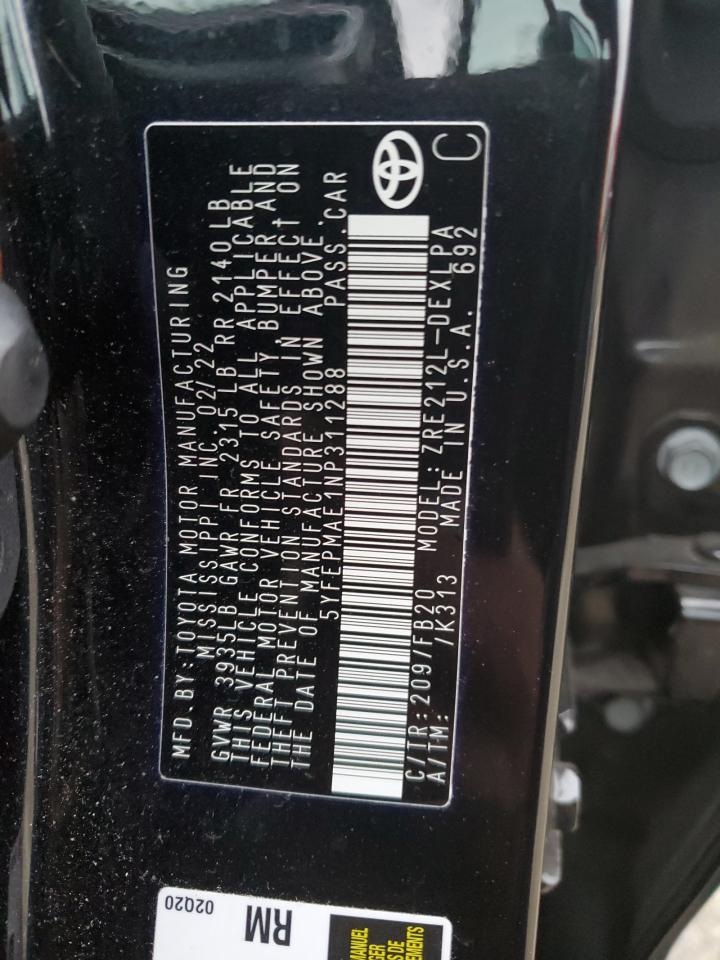 MFD.BY:TOYOTA MOTOR MANUFACTURING
MISSISSIPPI INC. 02/22
GVWR 3935LB GAWR FR 2315 LB RR 2140 LB
THIS VEHICLE CONFORMS TO ALL APPLICABLE
FEDERAL MOTOR VEHICLE SAFETY, BUMPER, AND
THEFT PREVENTION STANDARDS IN EFFECT ON
THE DATE OF MANUFACTURE SHOWN ABOVE.
5YFEPMAE1NP311288 PASS.CAR
C/TR:209/FB20 MODEL:ZRE212L-DEXLPA
A/TM: /K313 MADE IN U.S.A. 692
C
02Q20
RM
MANUEL